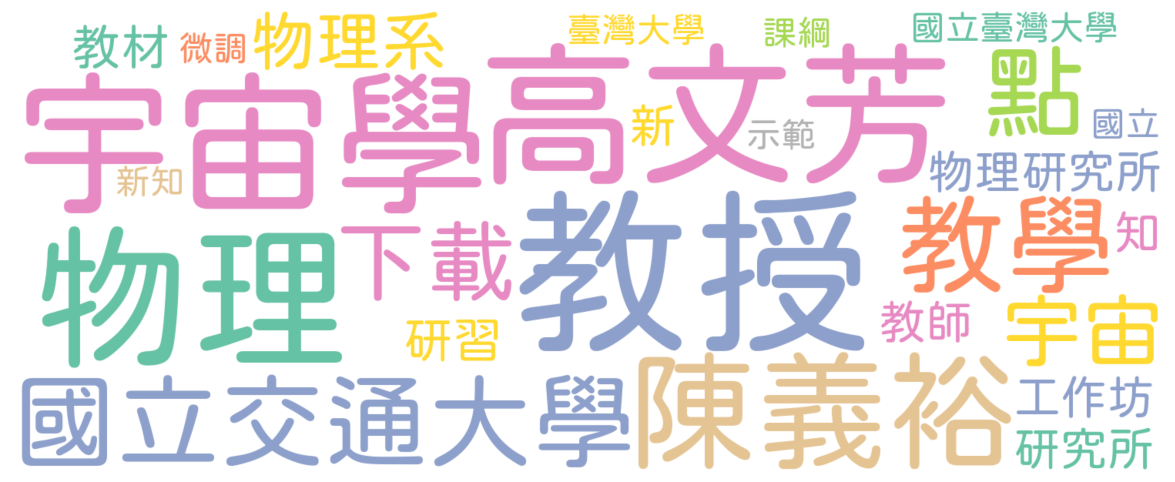 教材
微調
物理系
臺灣大學
課綱
國立臺灣大學
宇宙學
高文芳
新
示範
點
國立
新知
物理研究所
物理
下載
教授
教學
知
研習
教師
宇宙
國立交通大學
陳義裕
工作坊
研究所